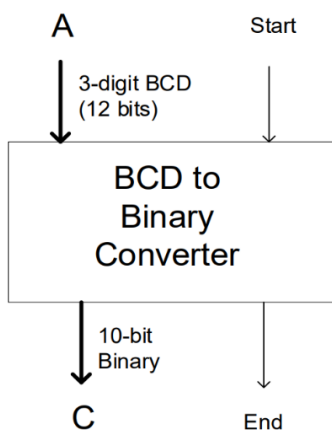 A
Start
3-digit BCD
(12 bits)
BCD to
Binary
Converter
10-bit
Binary
C
End